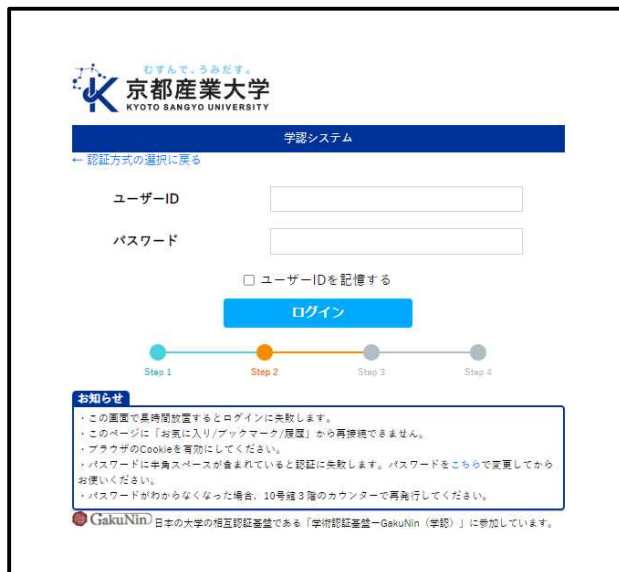 むすんで、うみだす。
京都産業大学
KYOTO SANGYO UNIVERSITY
学認システム
← 認証方式の選択に戻る
ユーザーID
パスワード
ユーザーIDを記憶する
ログイン
Step 1 Step 2 Step 3 Step 4
お知らせ
・この画面で長時間放置するとログインに失敗します。
・このページに「お気に入り/ブックマーク/履歴」から再接続できません。
・ブラウザのCookieを有効にしてください。
・パスワードに半角スペースが含まれていると認証に失敗します。パスワードをこちらで変更してから
お使いください。
・パスワードがわからなくなった場合、10号館3階のカウンターで再発行してください。
GakuNin 日本の大学の相互認証基盤である「学術認証基盤ーGakuNin（学認）」に参加しています。